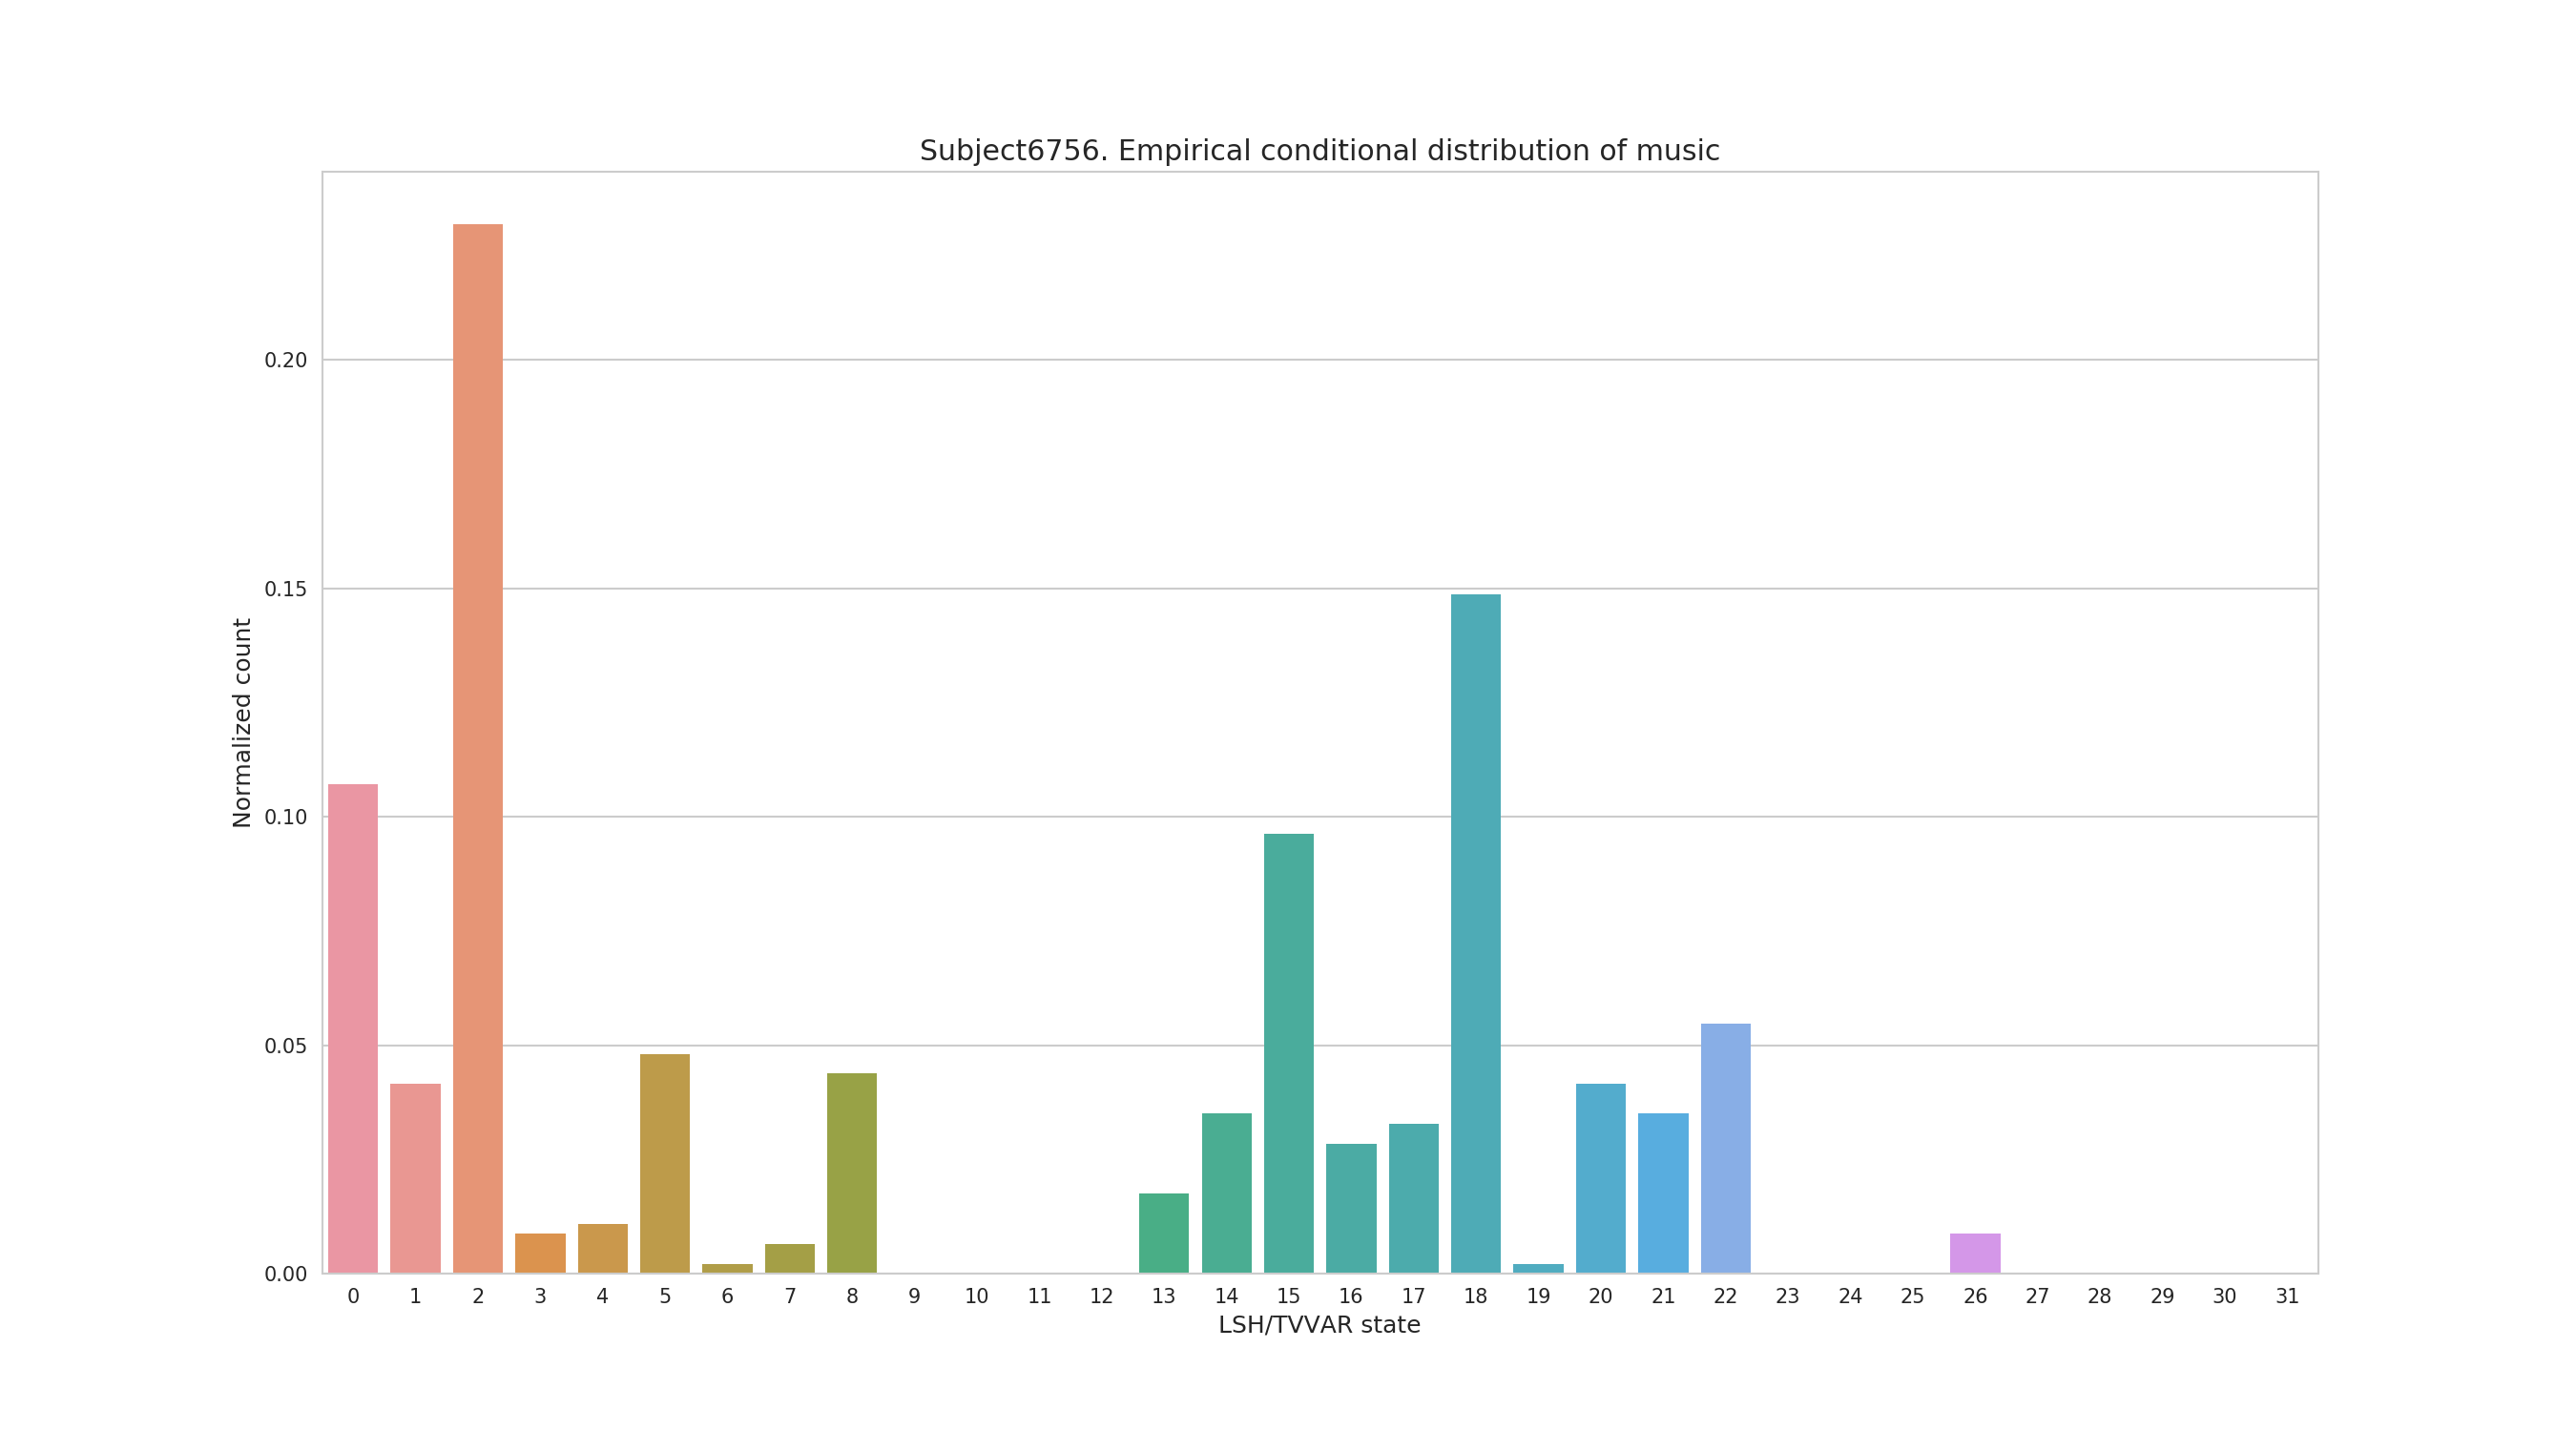 Subject6756. Empirical conditional distribution of music
Normalized count
0.20
0.15
0.10
0.05
0.00
0 1 2 3 4 5 6 7 8 9 10 11 12 13 14 15 16 17 18 19 20 21 22 23 24 25 26 27 28 29 30 31
LSH/TVVAR state